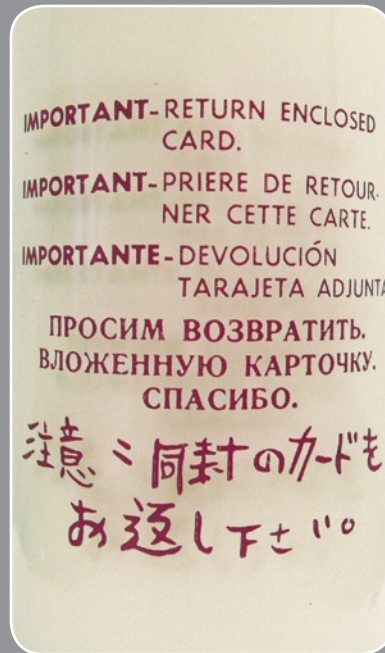 IMPORTANT-RETURN ENCLOSED
CARD.
IMPORTANT-PRIERE DE RETOUR-
NER CETTE CARTE.
IMPORTANTE-DEVOLUCIÓN
TARAJETA ADJUNTA
ПРОСИМ ВОЗВРАТИТЬ.
ВЛОЖЕННУЮ КАРТОЧКУ.
СПАСИБО.
注意: 同封のカードを
お返し下さい。